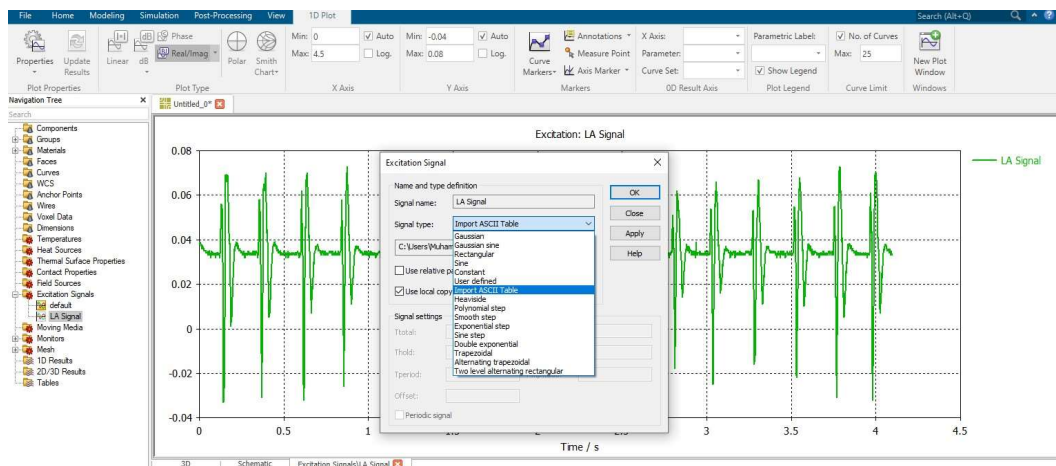 File Home Modeling Simulation Post-Processing View 1D Plot Search (Alt+Q)
Properties Update Results Linear dB Phase Real/Imag. Polar Smith Chart
Min: 0 Auto Min: -0.04 Auto
Max: 4.5 Log. Max: 0.08 Log.
Curve Markers Annotations Measure Point Axis Marker
X Axis: Parameter: Curve Set:
Parametric Label: Show Legend
No. of Curves Max: 25
New Plot Window
Plot Properties Plot Type X Axis Y Axis Markers 0D Result Axis Plot Legend Curve Limit Windows
Navigation Tree
Untitled_0*
Search
Components
Groups
Materials
Faces
Curves
WCS
Anchor Points
Wires
Voxel Data
Dimensions
Temperatures
Heat Sources
Thermal Surface Properties
Contact Properties
Field Sources
Excitation Signals
default
LA Signal
Moving Media
Monitors
Mesh
1D Results
2D/3D Results
Tables
Excitation: LA Signal
LA Signal
0.08
0.06
0.04
0.02
0
-0.02
-0.04
0 0.5 1 3 3.5 4 4.5
Time / s
Excitation Signal
Name and type definition
Signal name: LA Signal
Signal type: Import ASCII Table
C:\Users\Muham
Use relative p
Use local copy
Gaussian
Gaussian sine
Rectangular
Sine
Constant
User defined
Import ASCII Table
Heaviside
Polynomial step
Smooth step
Exponential step
Sine step
Double exponential
Trapezoidal
Alternating trapezoidal
Two level alternating rectangular
Signal settings
Ttotal:
Thold:
Tperiod:
Offset:
Periodic signal
OK
Close
Apply
Help
3D Schematic Excitation Signals\LA Signal